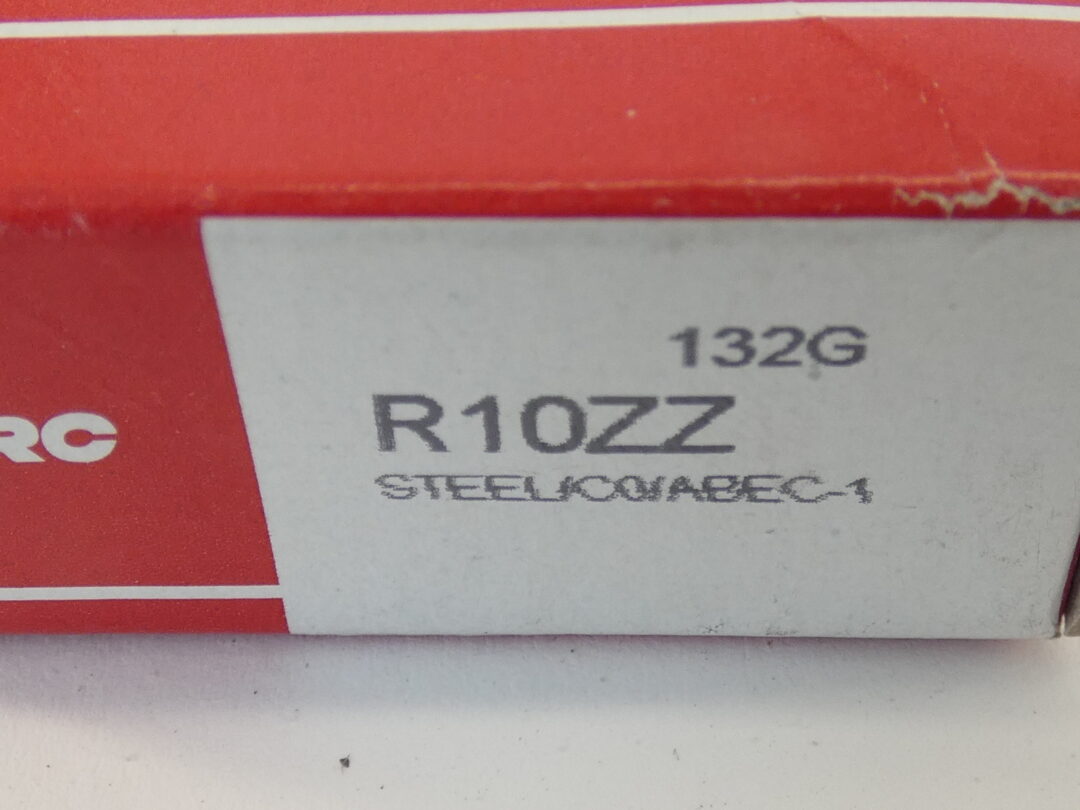 132G
R10ZZ
RC
STEEL/C0/ABEC-1